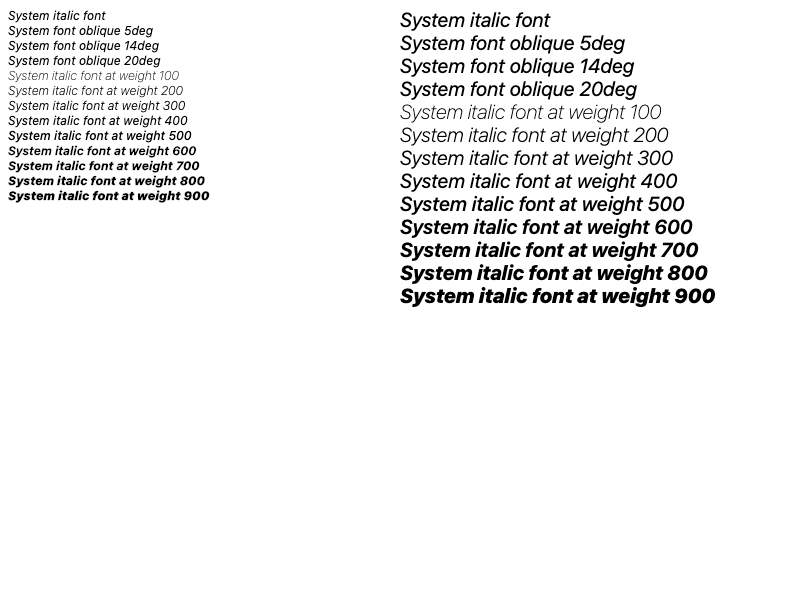 System italic font
System font oblique 5deg
System font oblique 14deg
System font oblique 20deg
System italic font at weight 100
System italic font at weight 200
System italic font at weight 300
System italic font at weight 400
System italic font at weight 500
System italic font at weight 600
System italic font at weight 700
System italic font at weight 800
System italic font at weight 900
System italic font
System font oblique 5deg
System font oblique 14deg
System font oblique 20deg
System italic font at weight 100
System italic font at weight 200
System italic font at weight 300
System italic font at weight 400
System italic font at weight 500
System italic font at weight 600
System italic font at weight 700
System italic font at weight 800
System italic font at weight 900